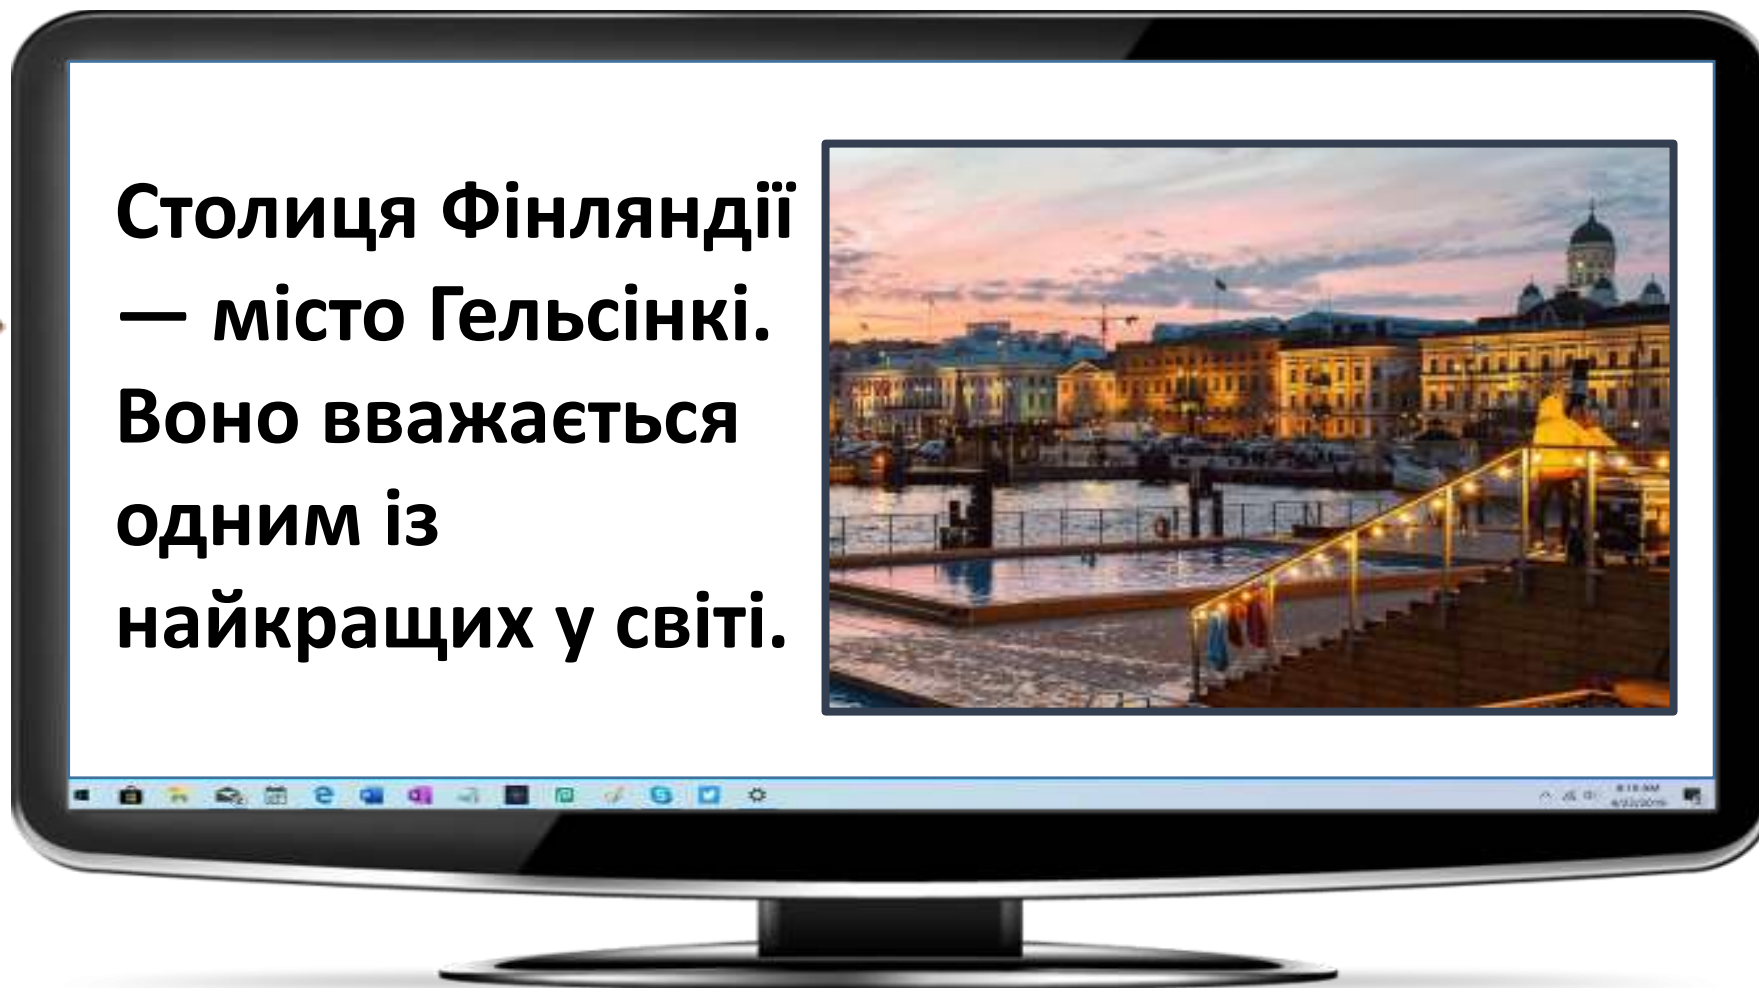 Столиця Фінляндії
— місто Гельсінкі.
Воно вважається
одним із
найкращих у світі.